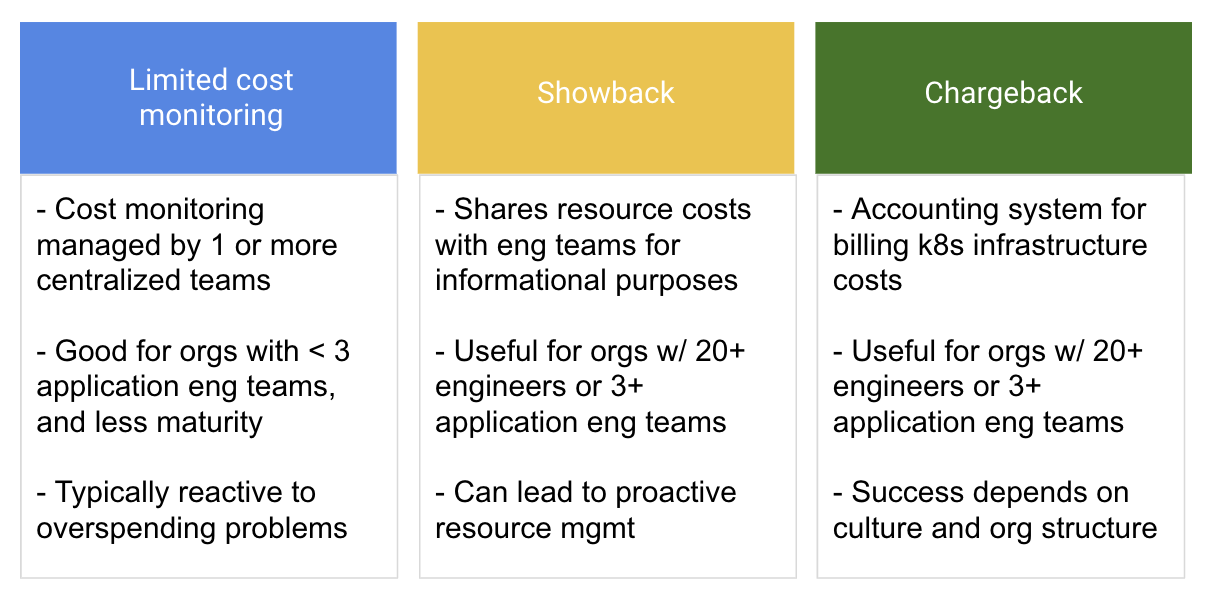 Limited cost
monitoring
- Cost monitoring
managed by 1 or more
centralized teams
- Good for orgs with < 3
application eng teams,
and less maturity
- Typically reactive to
overspending problems
Showback
- Shares resource costs
with eng teams for
informational purposes
- Useful for orgs w/ 20+
engineers or 3+
application eng teams
- Can lead to proactive
resource mgmt
Chargeback
- Accounting system for
billing k8s infrastructure
costs
- Useful for orgs w/ 20+
engineers or 3+
application eng teams
- Success depends on
culture and org structure